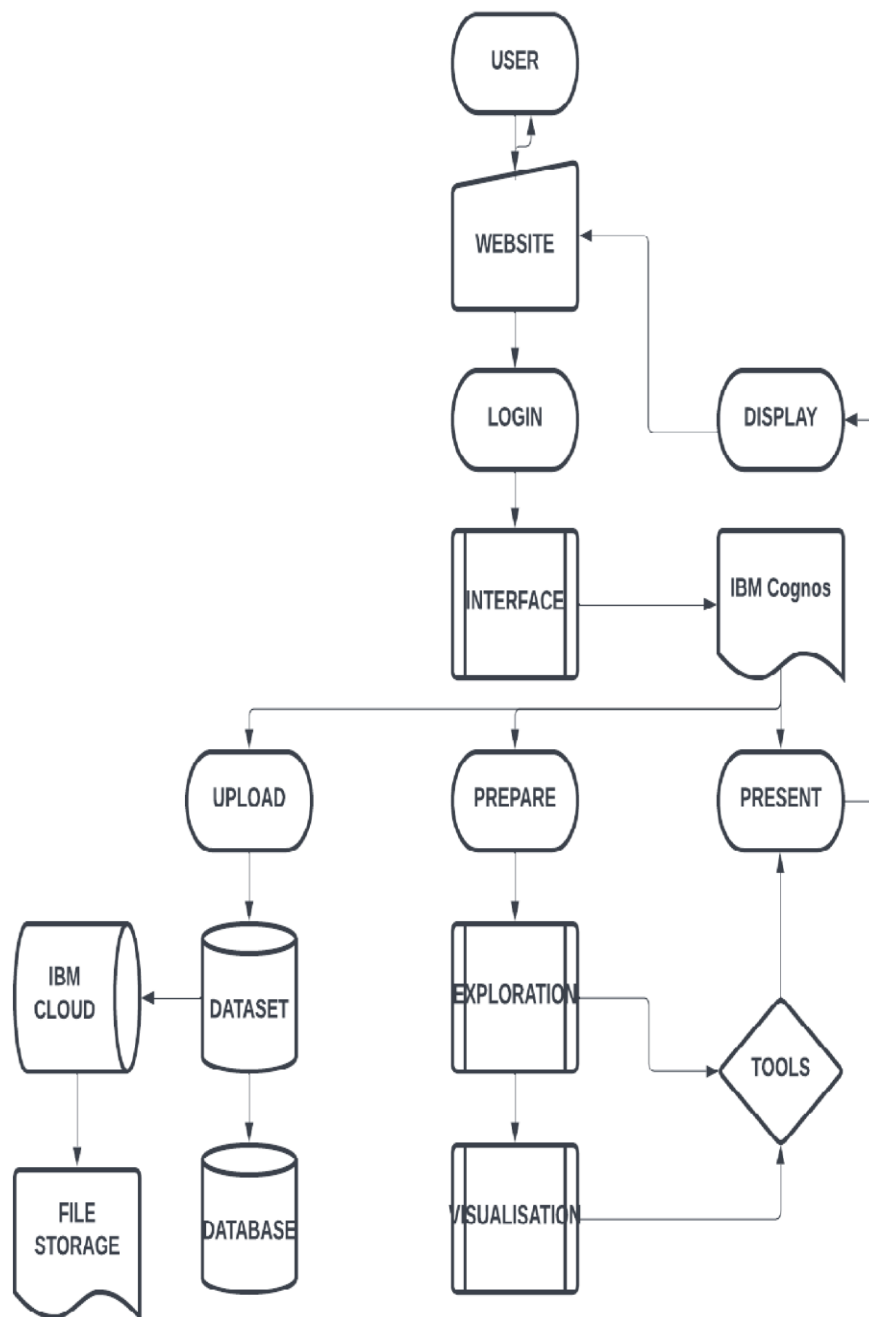 USER
WEBSITE
LOGIN
DISPLAY
INTERFACE
IBM Cognos
UPLOAD
PREPARE
PRESENT
IBM
CLOUD
DATASET
EXPLORATION
TOOLS
FILE
STORAGE
DATABASE
VISUALISATION